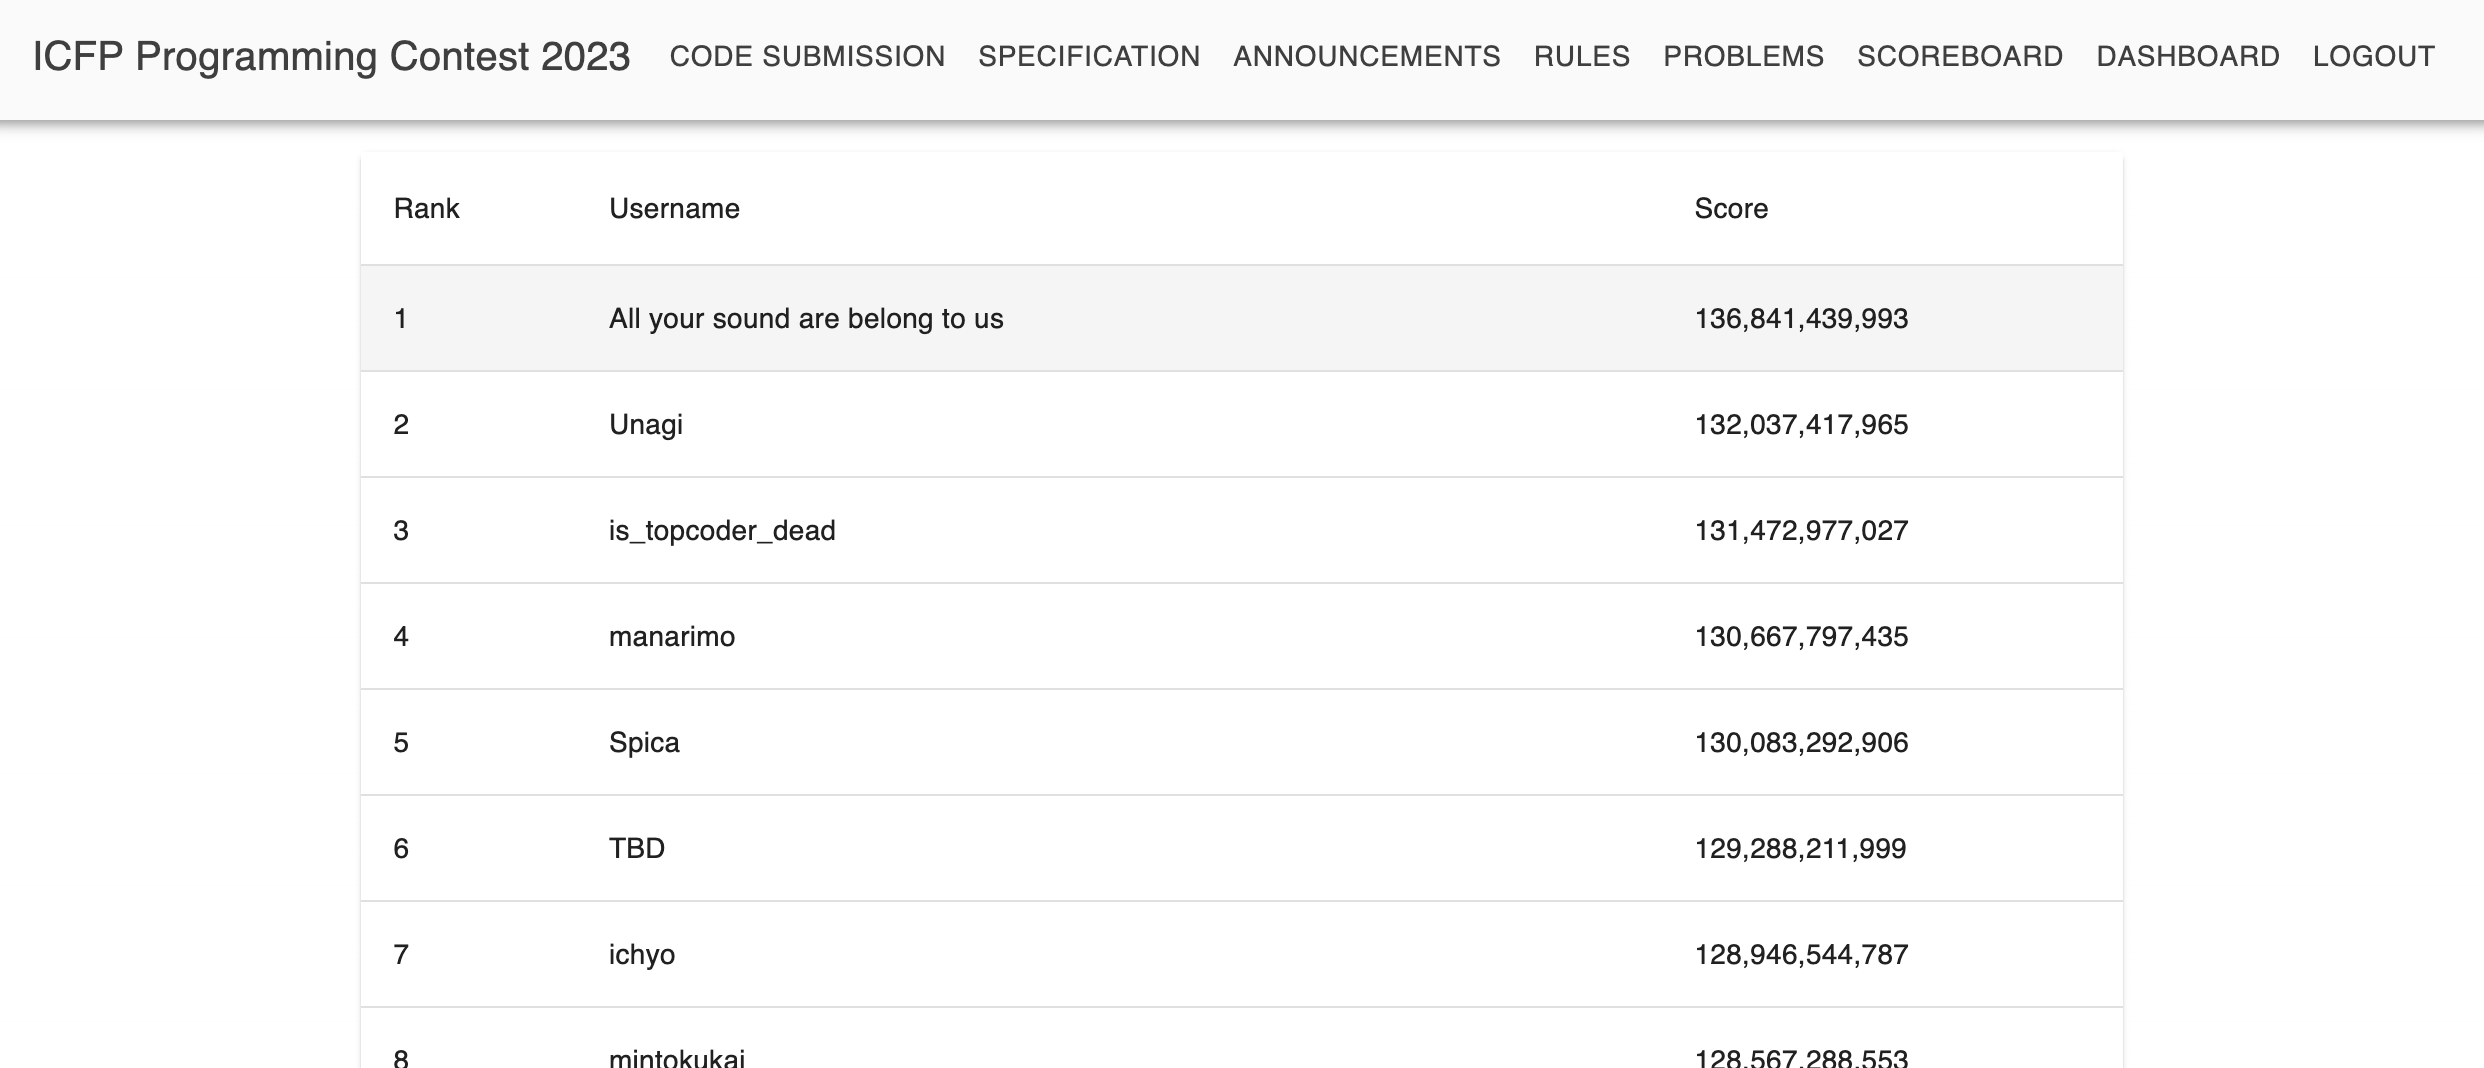 ICFP Programming Contest 2023 CODE SUBMISSION SPECIFICATION ANNOUNCEMENTS RULES PROBLEMS SCOREBOARD DASHBOARD LOGOUT
Rank Username Score
1 All your sound are belong to us 136,841,439,993
2 Unagi 132,037,417,965
3 is_topcoder_dead 131,472,977,027
4 manarimo 130,667,797,435
5 Spica 130,083,292,906
6 TBD 129,288,211,999
7 ichyo 128,946,544,787
8 mintokukai 128,567,288,553